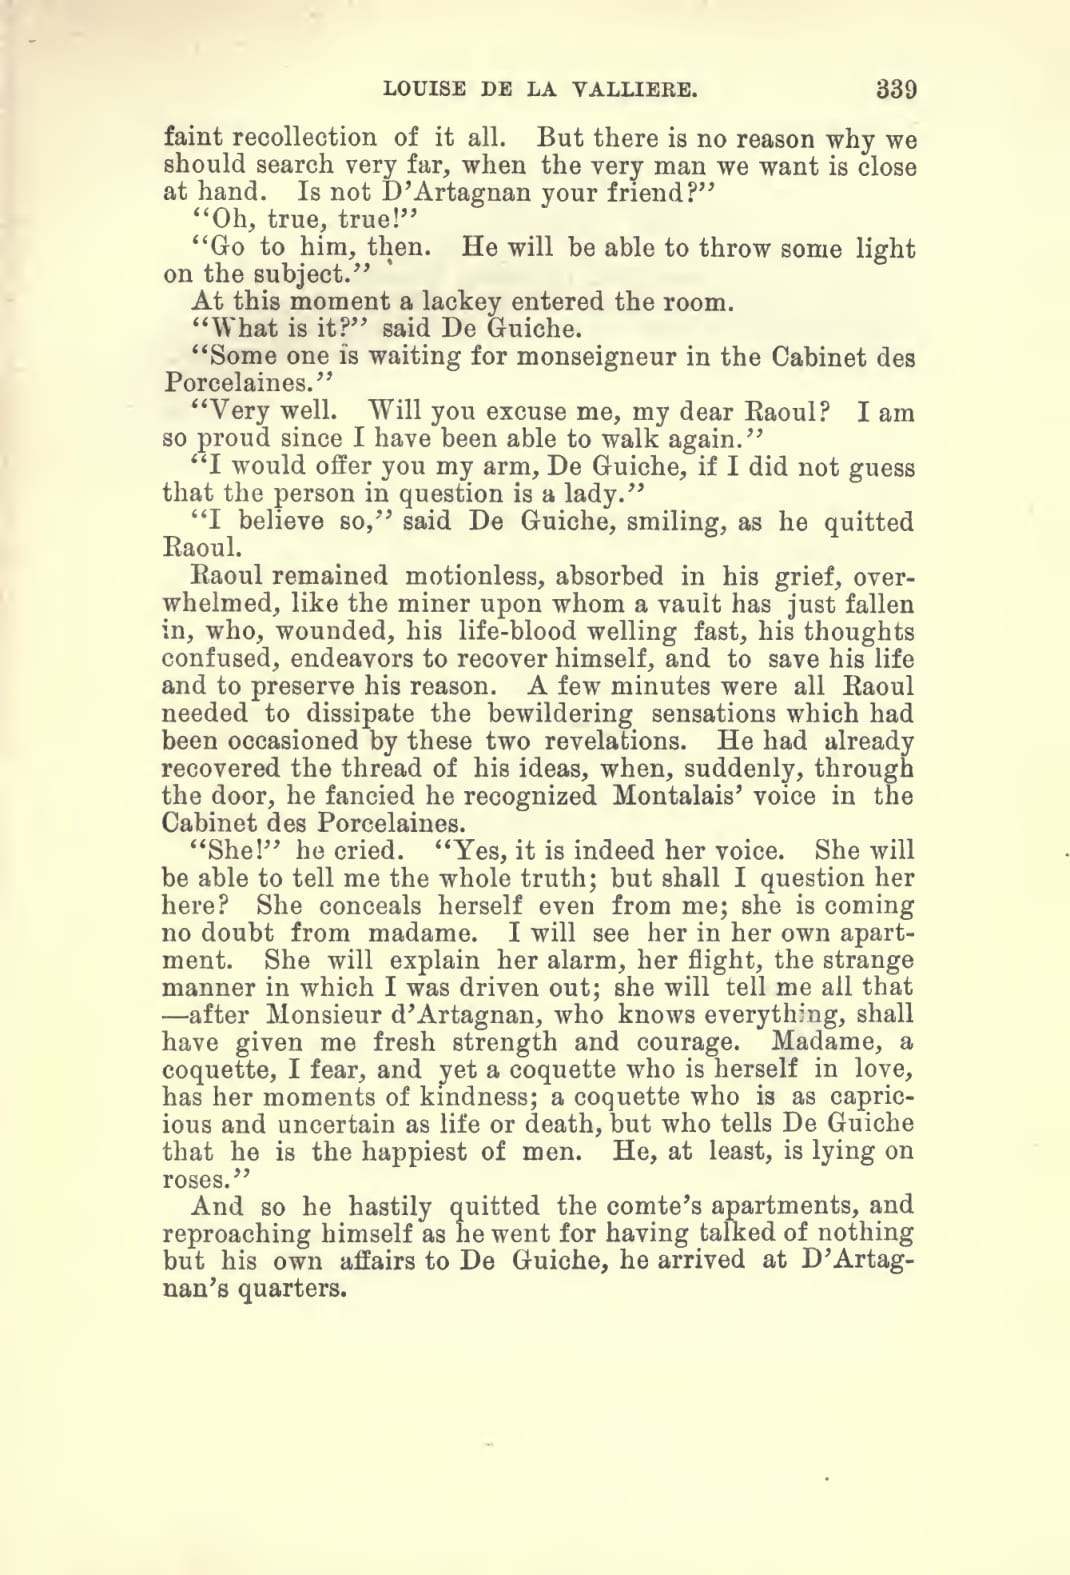 LOUISE DE LA VALLIERE. 339
faint recollection of it all. But there is no reason why we
should search very far, when the very man we want is close
at hand. Is not D'Artagnan your friend?"
"Oh, true, true!"
"Go to him, then. He will be able to throw some light
on the subject."
At this moment a lackey entered the room.
"What is it?" said De Guiche.
"Some one is waiting for monseigneur in the Cabinet des
Porcelaines."
"Very well. Will you excuse me, my dear Raoul? I am
so proud since I have been able to walk again."
"I would offer you my arm, De Guiche, if I did not guess
that the person in question is a lady."
"I believe so," said De Guiche, smiling, as he quitted
Raoul.
Raoul remained motionless, absorbed in his grief, over-
whelmed, like the miner upon whom a vault has just fallen
in, who, wounded, his life-blood welling fast, his thoughts
confused, endeavors to recover himself, and to save his life
and to preserve his reason. A few minutes were all Raoul
needed to dissipate the bewildering sensations which had
been occasioned by these two revelations. He had already
recovered the thread of his ideas, when, suddenly, through
the door, he fancied he recognized Montalais' voice in the
Cabinet des Porcelaines.
"She!" he cried. "Yes, it is indeed her voice. She will
be able to tell me the whole truth; but shall I question her
here? She conceals herself even from me; she is coming
no doubt from madame. I will see her in her own apart-
ment. She will explain her alarm, her flight, the strange
manner in which I was driven out; she will tell me all that
—after Monsieur d'Artagnan, who knows everything, shall
have given me fresh strength and courage. Madame, a
coquette, I fear, and yet a coquette who is herself in love,
has her moments of kindness; a coquette who is as capric-
ious and uncertain as life or death, but who tells De Guiche
that he is the happiest of men. He, at least, is lying on
roses."
And so he hastily quitted the comte's apartments, and
reproaching himself as he went for having talked of nothing
but his own affairs to De Guiche, he arrived at D'Artag-
nan's quarters.